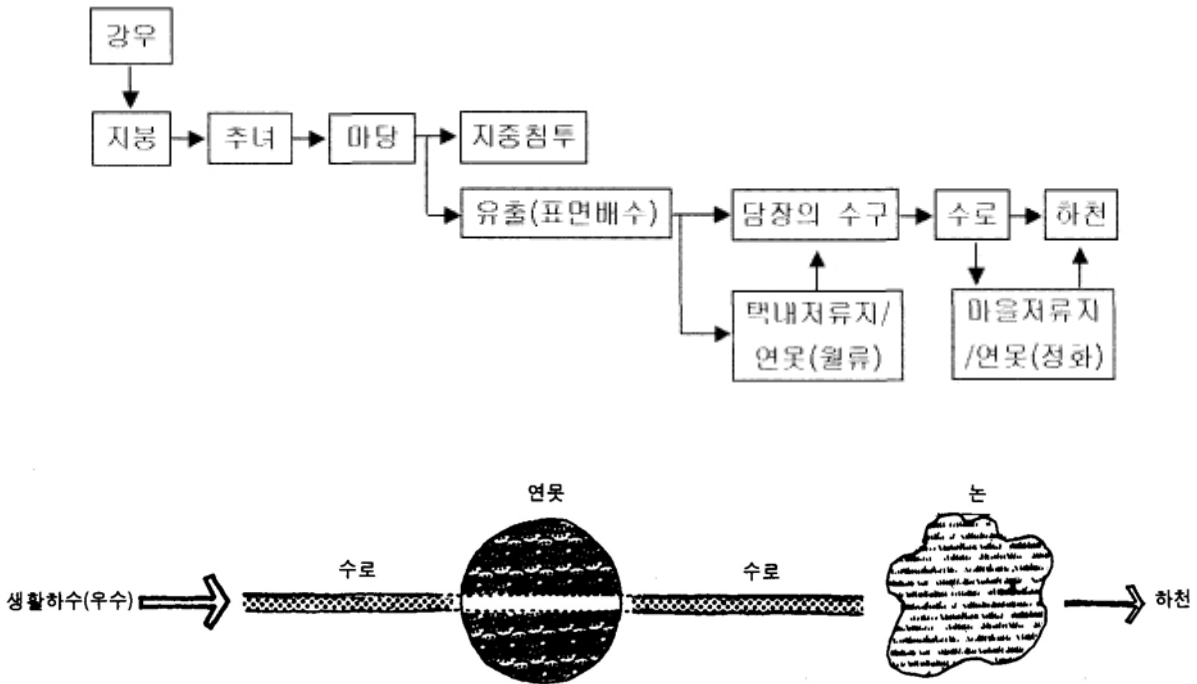 강우
지붕
추녀
마당
지중침투
유출(표면배수)
담장의 수구
수로
하천
택내저류지/
연못(월류)
마을저류지
/연못(정화)
연못
논
수로
수로
생활하수(우수)
하천